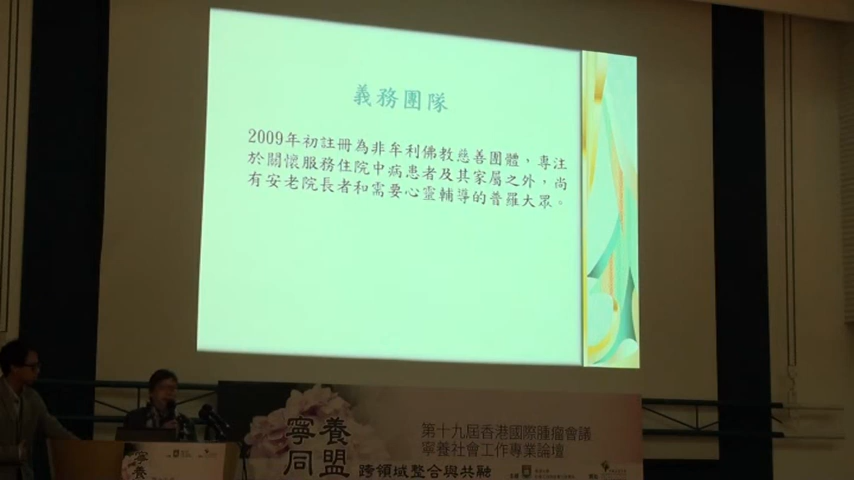 義務團隊
2009年初註冊為非牟利佛教慈善團體，專注
於關懷服務住院中病患者及其家屬之外，尚
有安老院長者和需要心靈輔導的普羅大眾。
寧養
同盟
跨領域整合與共融
第十九屆香港國際腫瘤會議
寧養社會工作專業論壇
寧養